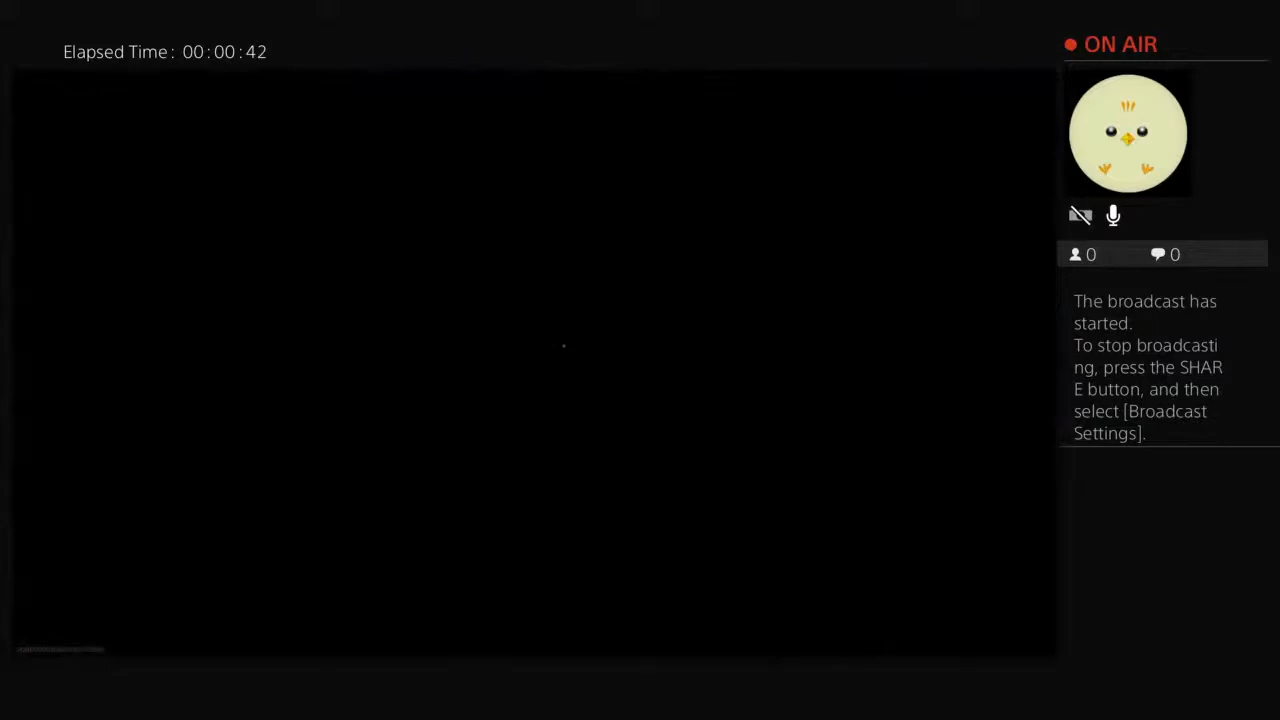 Elapsed Time: 00:00:42
ON AIR
0 0
The broadcast has
started.
To stop broadcasti
ng, press the SHAR
E button, and then
select [Broadcast
Settings].